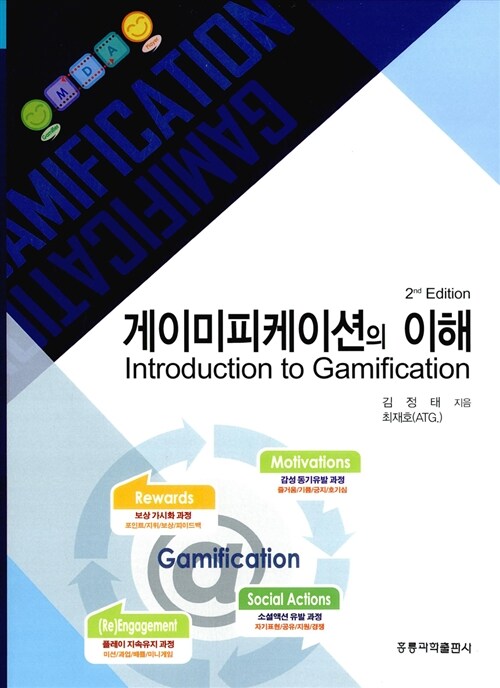 GAMIFICATION
GAMIFICATION
M D A
2nd Edition
게이미피케이션의 이해
Introduction to Gamification
김 정 태 지음
최재호(ATG.)
Motivations
감성 동기유발 과정
즐거움/기쁨/긍지/호기심
Rewards
보상 가시화 과정
포인트/지위/보상/피이드백
Gamification
@
Social Actions
소셜액션 유발 과정
자기표현/공유/지원/경쟁
(Re)Engagement
플레이 지속유지 과정
미션/과업/배틀/미니게임
홍릉과학출판사